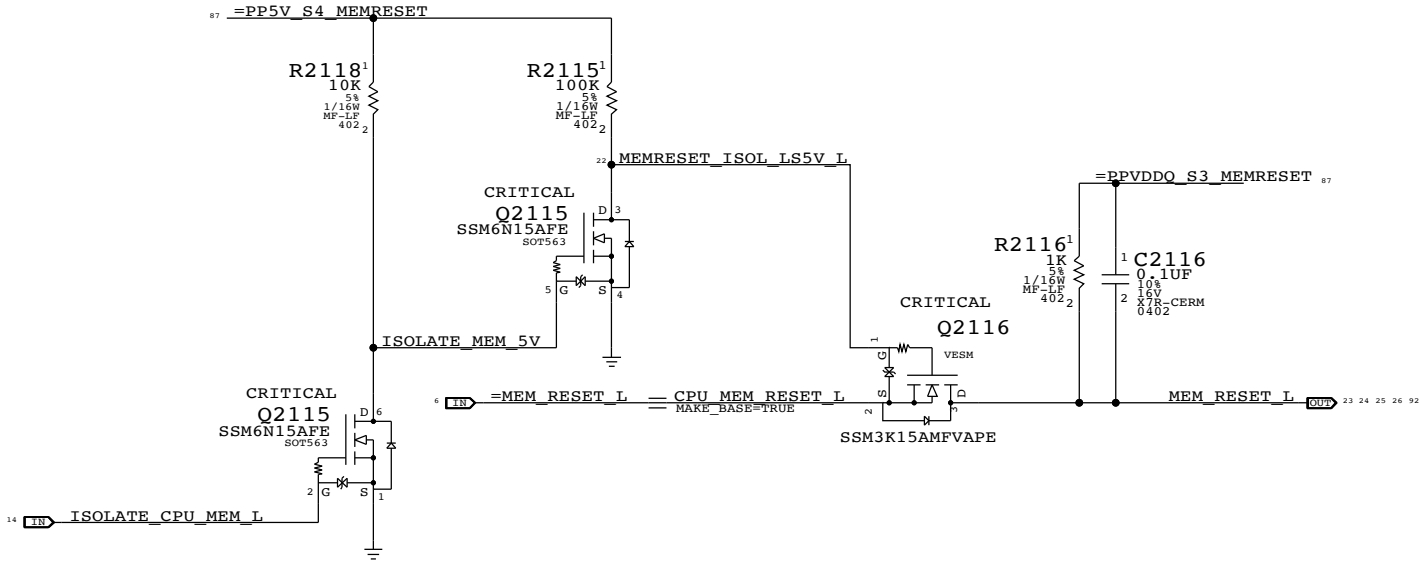 87 =PP5V_S4_MEMRESET
R2118 1
10K
5%
1/16W
MF-LF
402 2
R2115 1
100K
5%
1/16W
MF-LF
402 2
22 MEMRESET_ISOL_LS5V_L
=PPVDDQ_S3_MEMRESET 87
CRITICAL
Q2115
SSM6N15AFE
SOT563
D 3
5 G S 4
R2116 1
1K
5%
1/16W
MF-LF
402 2
1 C2116
0.1UF
10%
2 16V
X7R-CERM
0402
CRITICAL
Q2116
VESM
1 G
S 2
D 3
SSM3K15AMFVAPE
ISOLATE_MEM_5V
CRITICAL
Q2115
SSM6N15AFE
SOT563
D 6
2 G S 1
6 IN =MEM_RESET_L
CPU_MEM_RESET_L
MAKE_BASE=TRUE
MEM_RESET_L OUT 23 24 25 26 92
14 IN ISOLATE_CPU_MEM_L